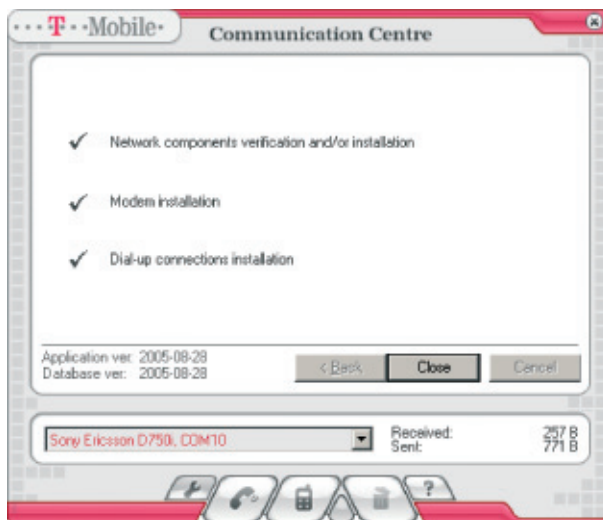 · · · T · · Mobile ·
Communication Centre
Network components verification and/or installation
Modem installation
Dial-up connections installation
Application ver: 2005-08-28
Database ver: 2005-08-28
< Back
Close
Cancel
Sony Ericsson D750i, COM10
Received: 257 B
Sent: 771 B
?